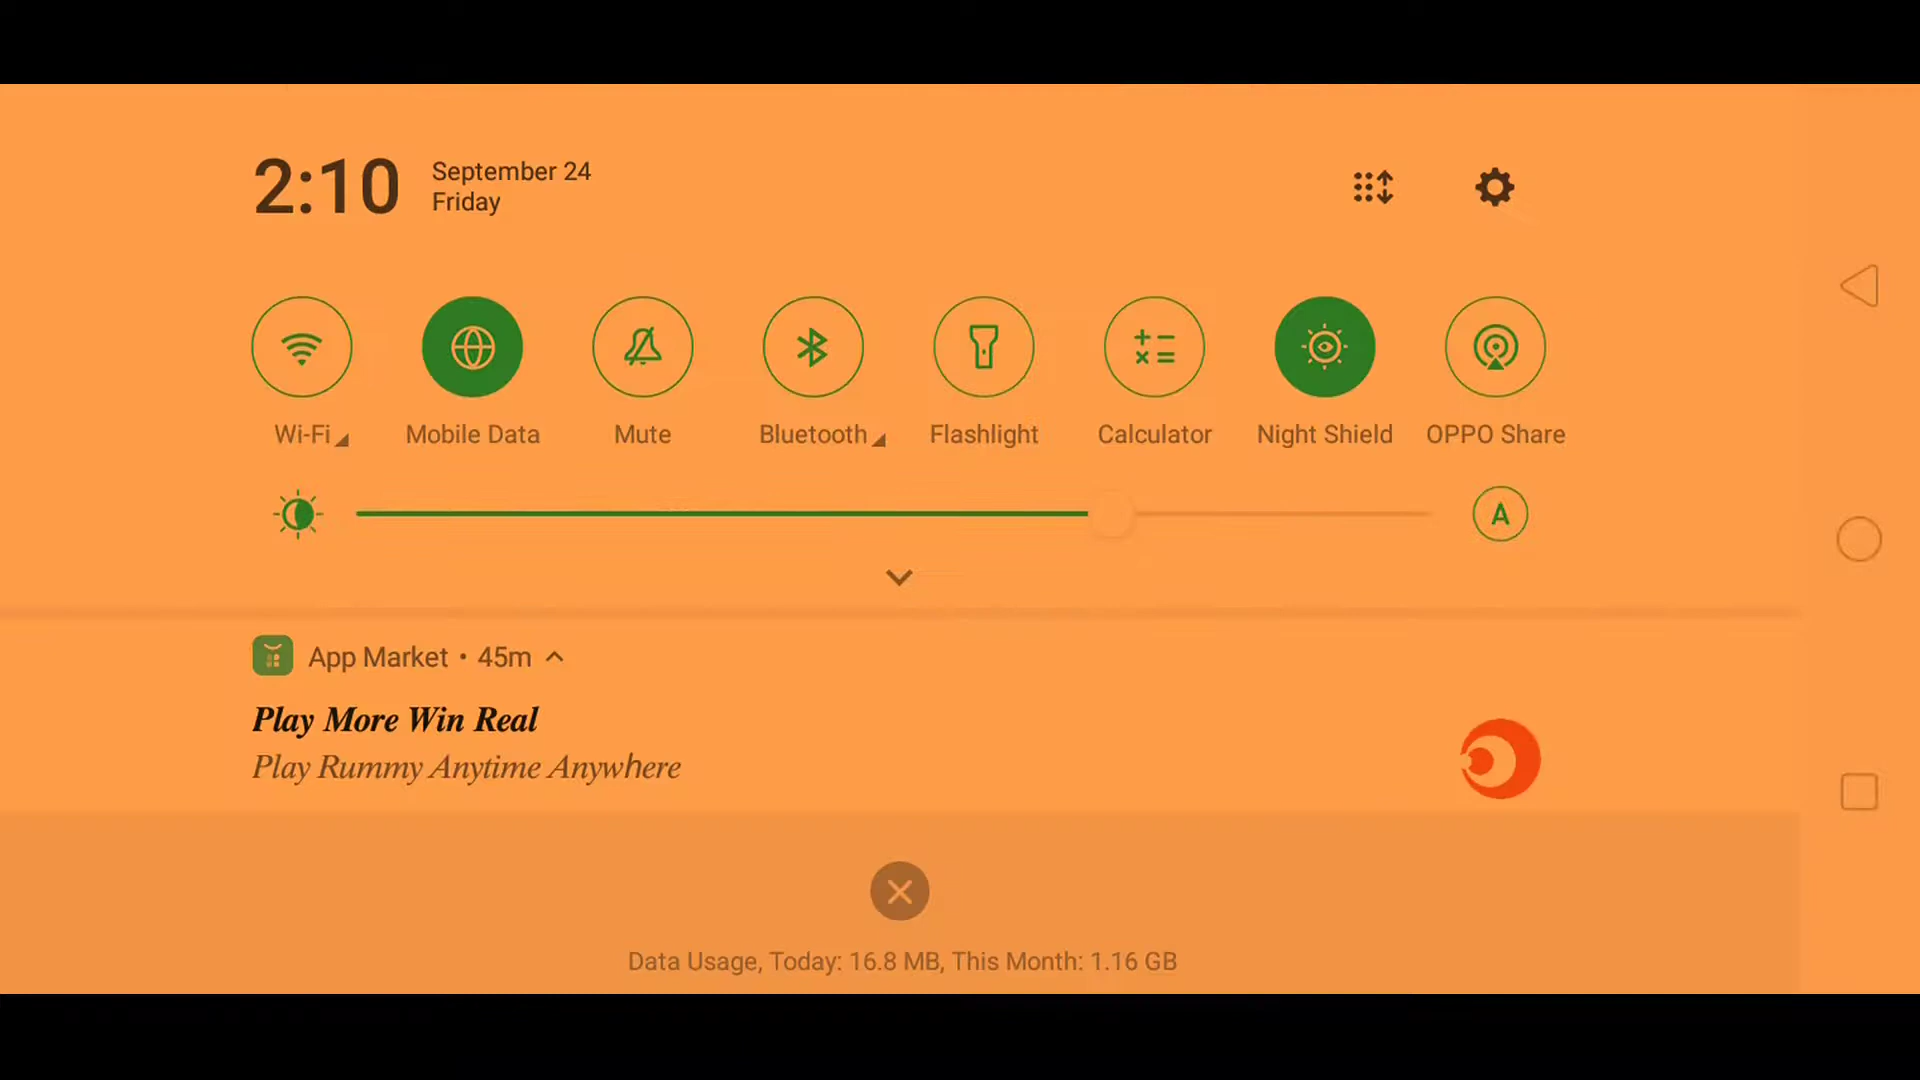 2:10
September 24
Friday
Wi-Fi
Mobile Data
Mute
Bluetooth
Flashlight
Calculator
Night Shield
OPPO Share
A
App Market • 45m
Play More Win Real
Play Rummy Anytime Anywhere
Data Usage, Today: 16.8 MB, This Month: 1.16 GB